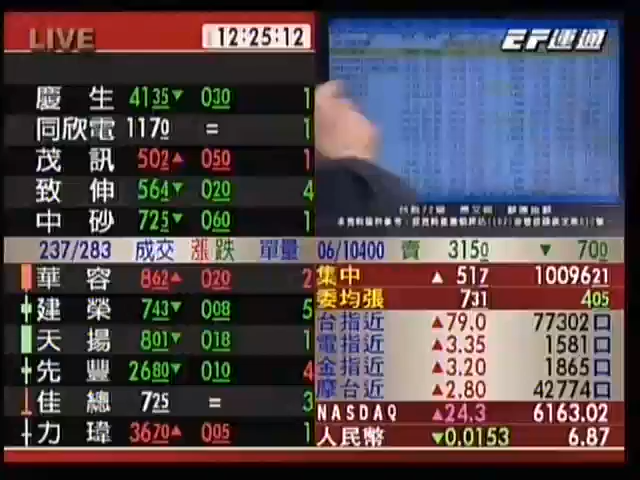 LIVE 12:25:12
EF連通
慶生 4135▼ 030 1
同欣電 1170 = 1
茂訊 502▲ 050 1
致伸 564▼ 020 4
中砂 725▼ 060 1
237/283 成交 漲跌 單量
06/10400 賣 3150 ▼ 700
華容 862▲ 020 2
建榮 743▼ 008 5
天揚 801▼ 018 1
先豐 2680▼ 010 4
佳總 725 = 3
力瑋 3670▲ 005 1
集中 ▲ 517 1009621
委均張 731 405
台指近 ▲79.0 77302口
電指近 ▲3.35 1581口
金指近 ▲3.20 1865口
摩台近 ▲2.80 42774口
NASDAQ ▲24.3 6163.02
人民幣 ▼0.0153 6.87